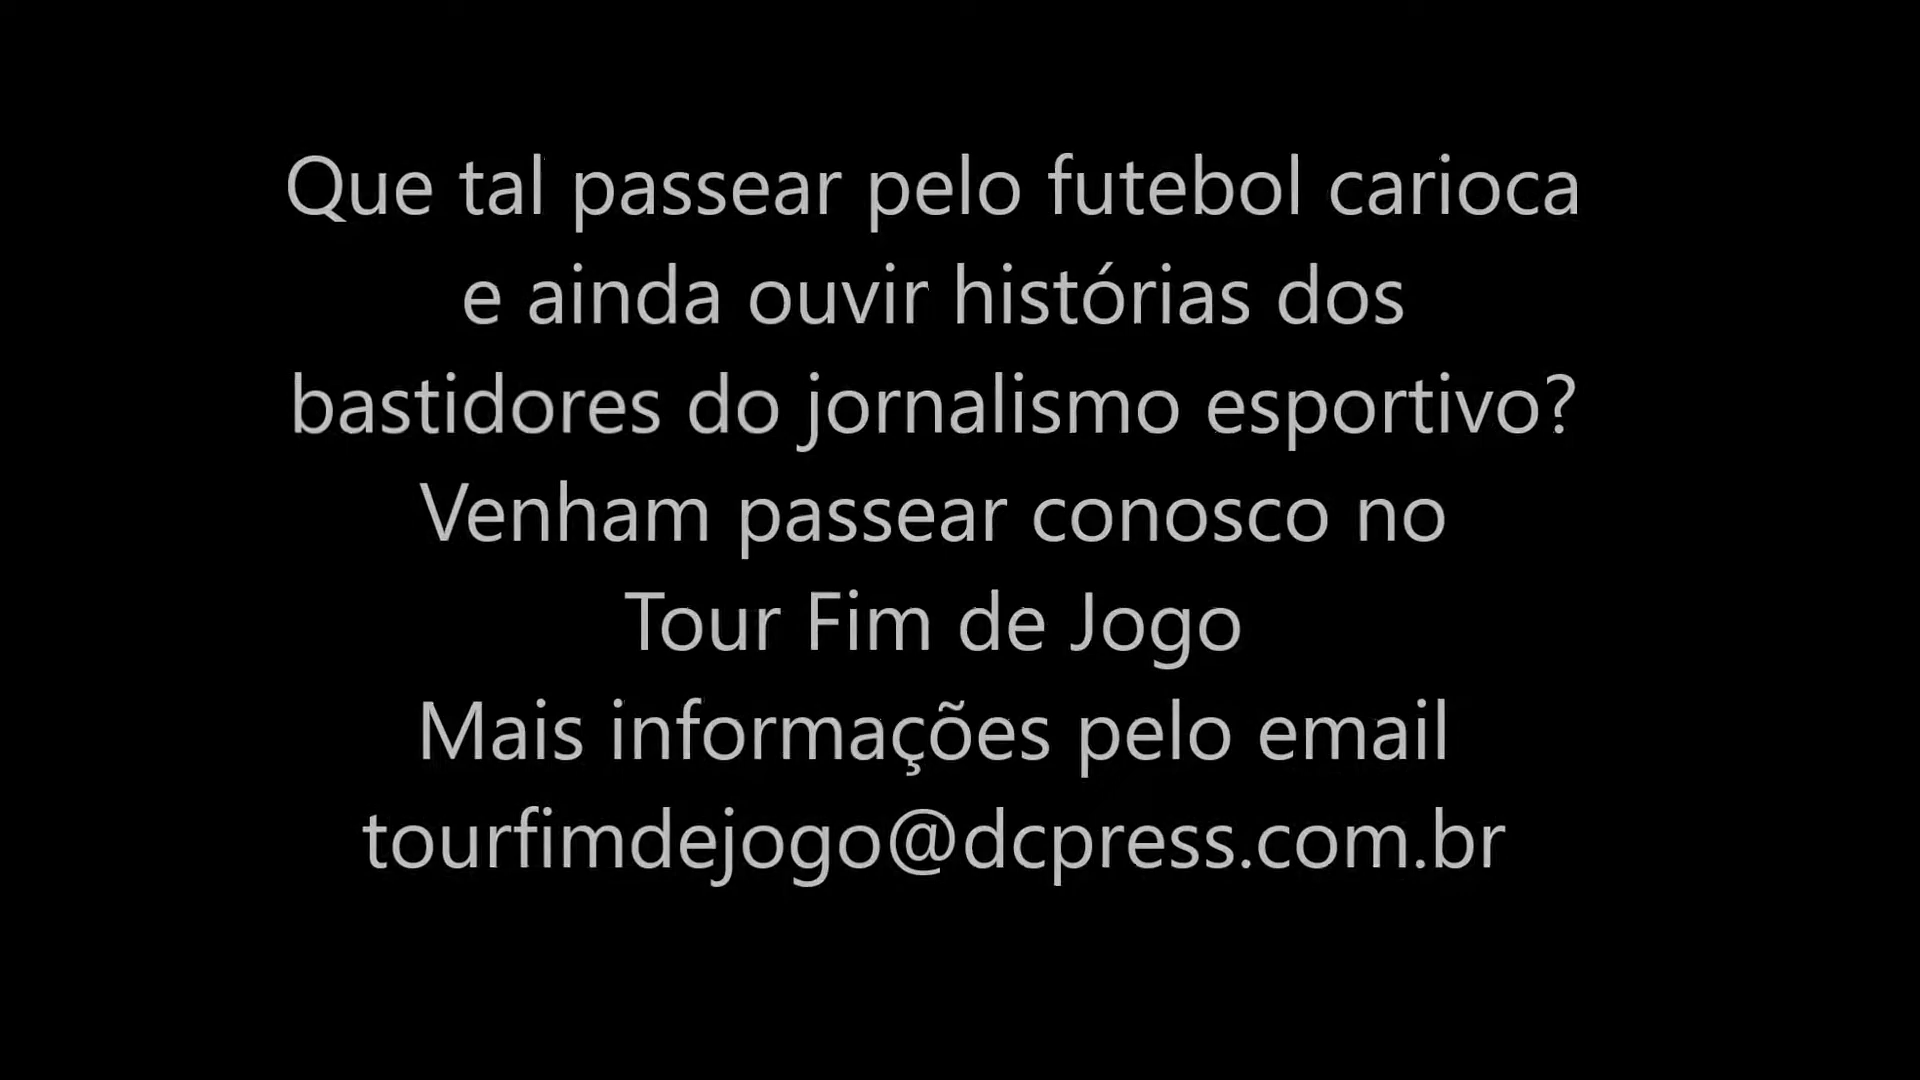 Que tal passear pelo futebol carioca
e ainda ouvir histórias dos
bastidores do jornalismo esportivo?
Venham passear conosco no
Tour Fim de Jogo
Mais informações pelo email
tourfimdejogo@dcpress.com.br